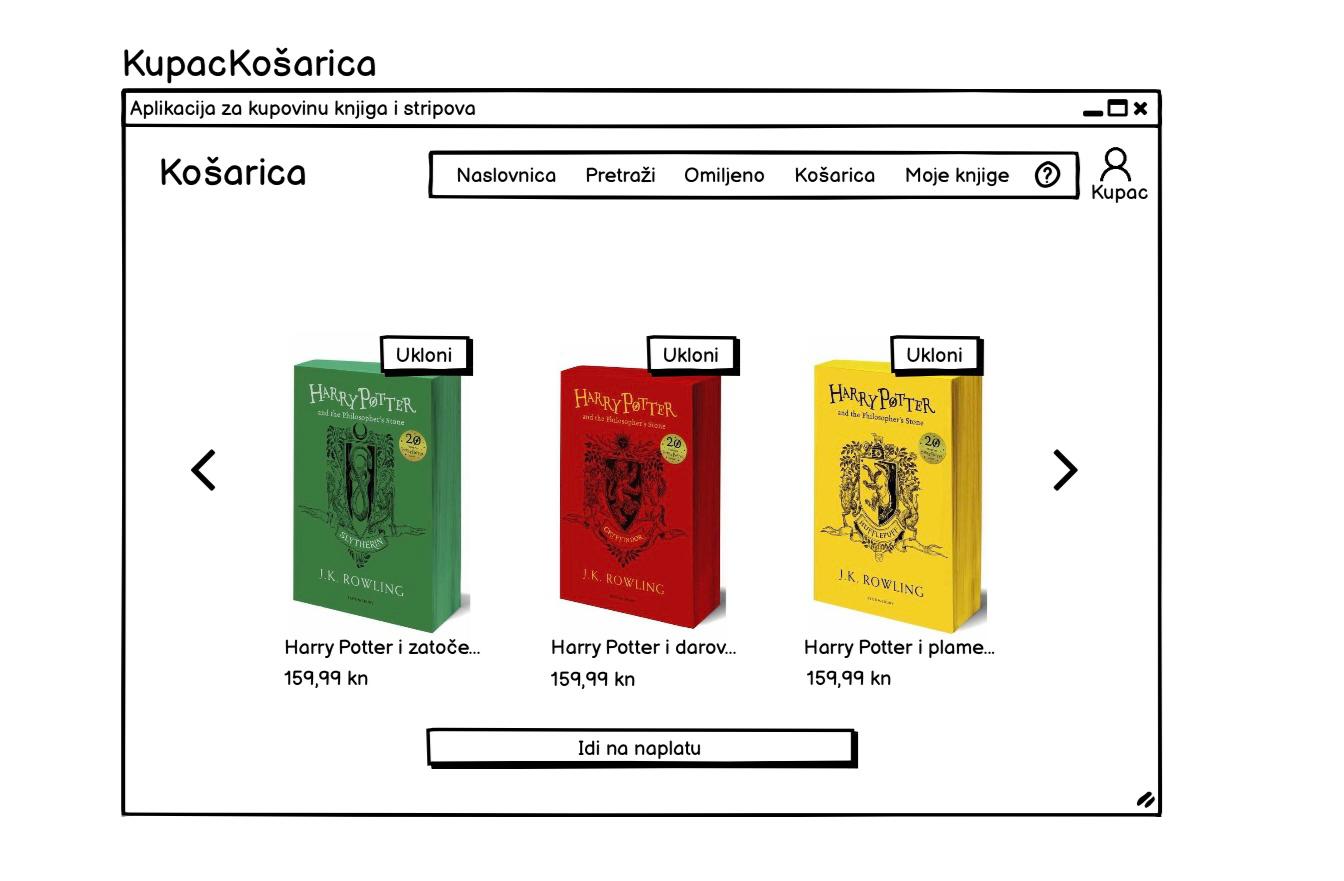 KupacKošarica
Aplikacija za kupovinu knjiga i stripova
Košarica
Naslovnica Pretraži Omiljeno Košarica Moje knjige ?
Kupac
Ukloni Ukloni Ukloni
HARRY POTTER
and the Philosopher's Stone
20
SLYTHERIN
J.K. ROWLING
HARRY POTTER
and the Philosopher's Stone
20
GRYFFINDOR
J.K. ROWLING
HARRY POTTER
and the Philosopher's Stone
20
HUFFLEPUFF
J.K. ROWLING
Harry Potter i zatoče... Harry Potter i darov... Harry Potter i plame...
159,99 kn 159,99 kn 159,99 kn
Idi na naplatu